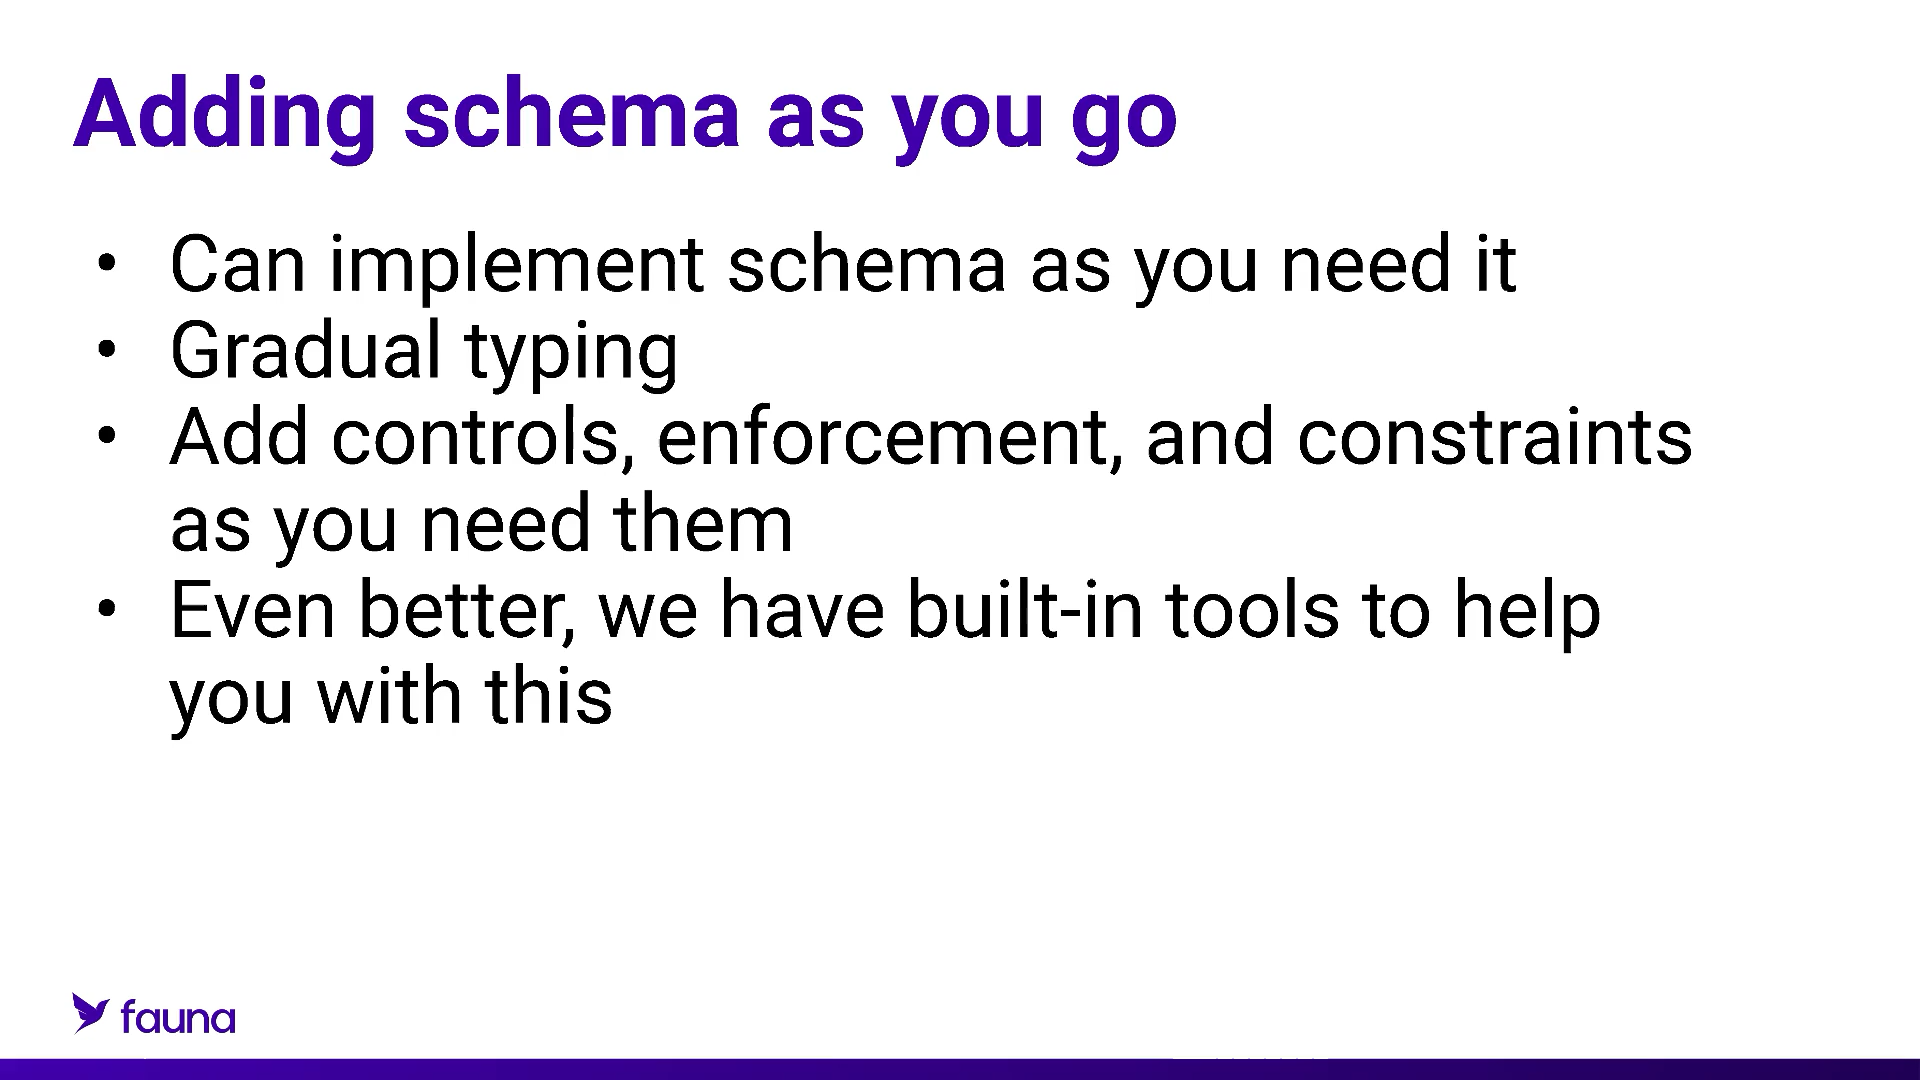 Adding schema as you go
• Can implement schema as you need it
• Gradual typing
• Add controls, enforcement, and constraints
as you need them
• Even better, we have built-in tools to help
you with this
fauna